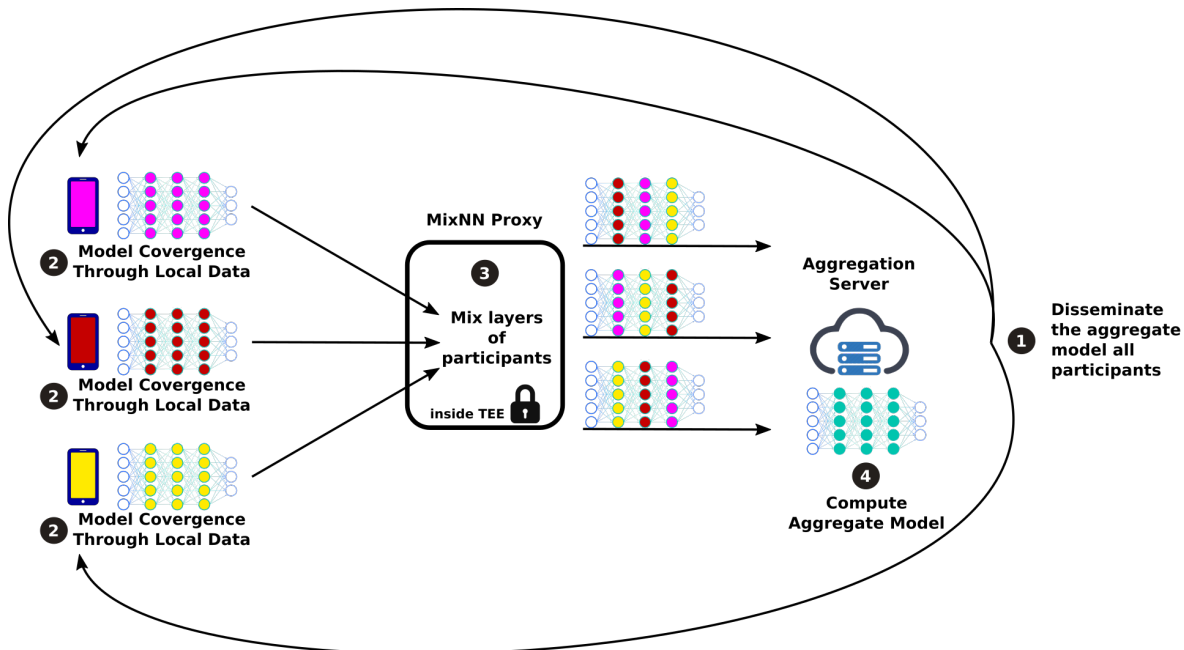 2
Model Covergence
Through Local Data
2
Model Covergence
Through Local Data
2
Model Covergence
Through Local Data
MixNN Proxy
3
Mix layers
of
participants
inside TEE
Aggregation
Server
4
Compute
Aggregate Model
1
Disseminate
the aggregate
model all
participants